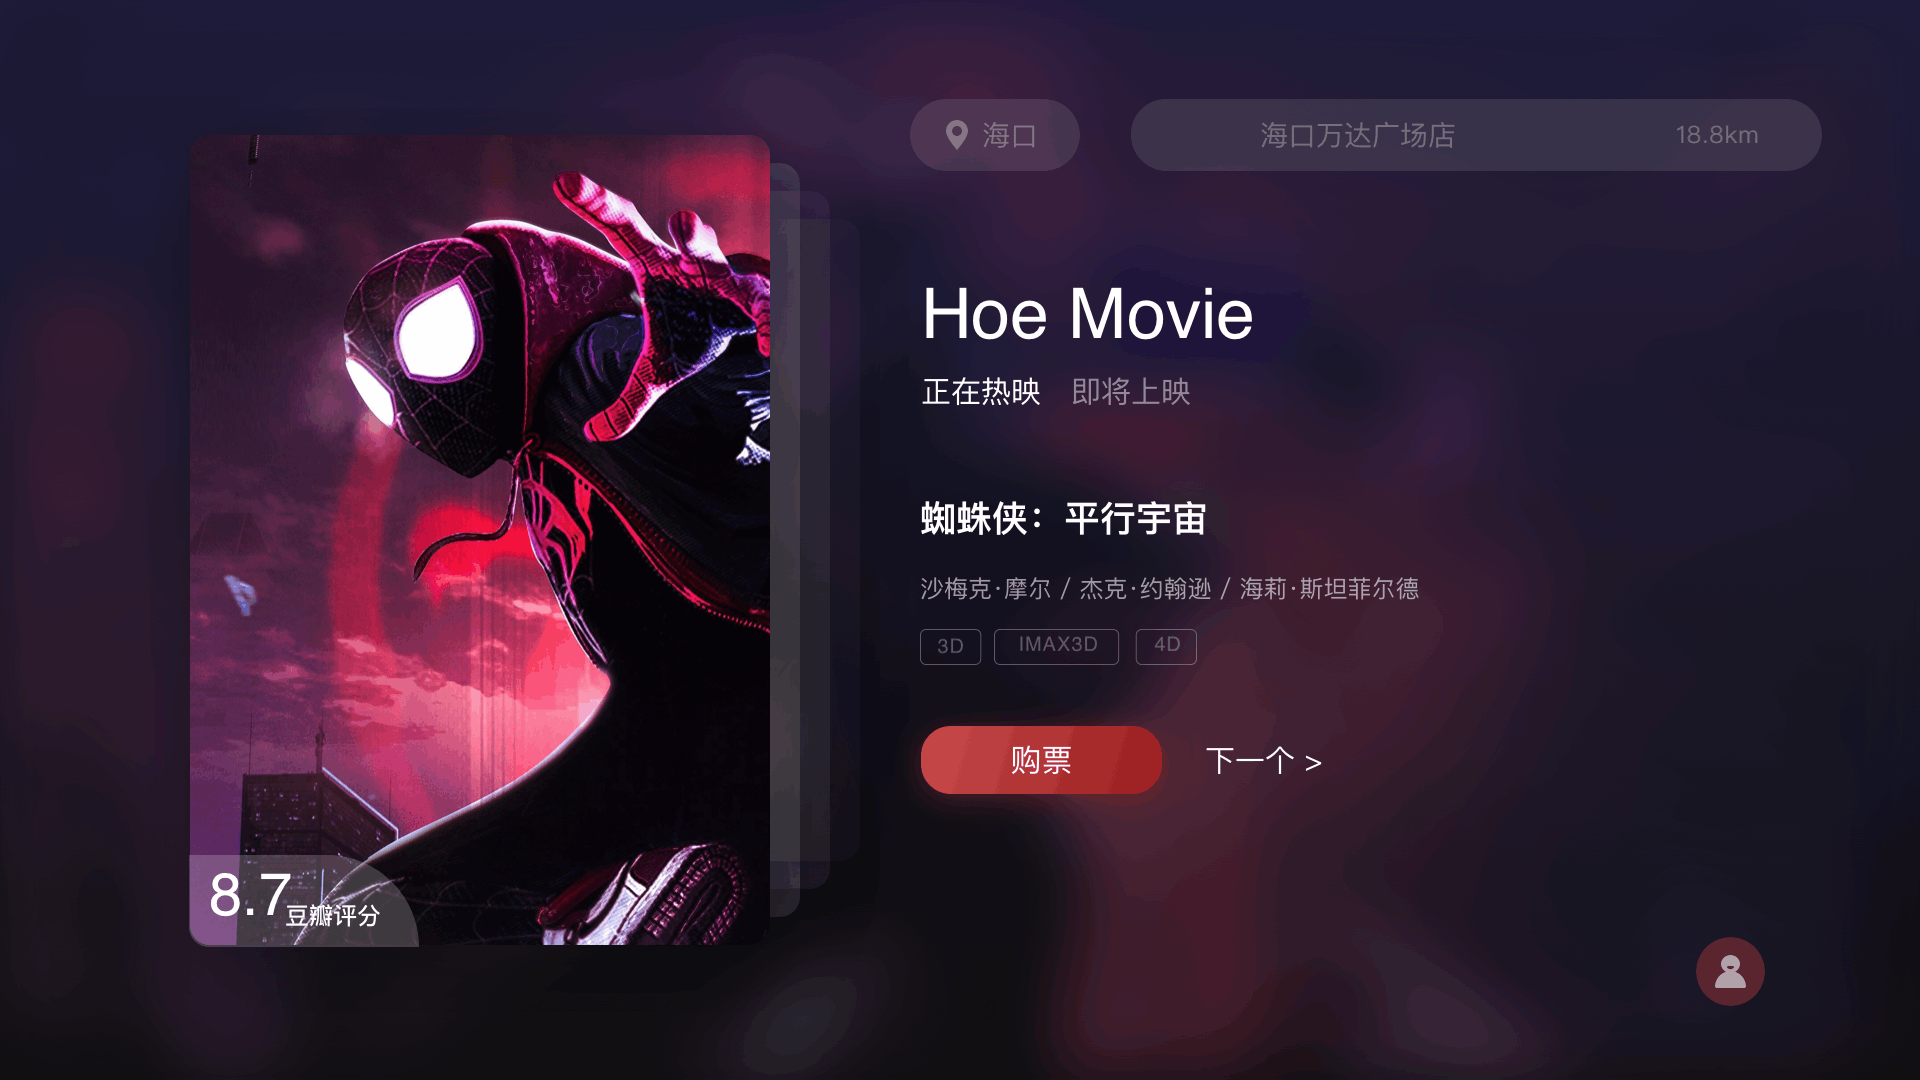 海口
海口万达广场店 18.8km
Hoe Movie
正在热映 即将上映
蜘蛛侠：平行宇宙
沙梅克·摩尔 / 杰克·约翰逊 / 海莉·斯坦菲尔德
3D IMAX3D 4D
购票 下一个 >
8.7豆瓣评分